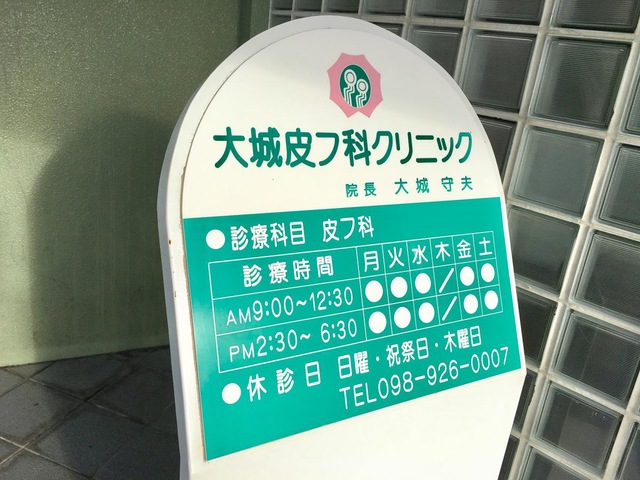 大城皮フ科クリニック
院長 大城 守夫
●診療科目 皮フ科
診療時間 月 火 水 木 金 土
AM9:00~12:30 ● ● ● / ● ●
PM2:30~ 6:30 ● ● ● / ● ●
●休診日 日曜・祝祭日・木曜日
TEL098-926-0007